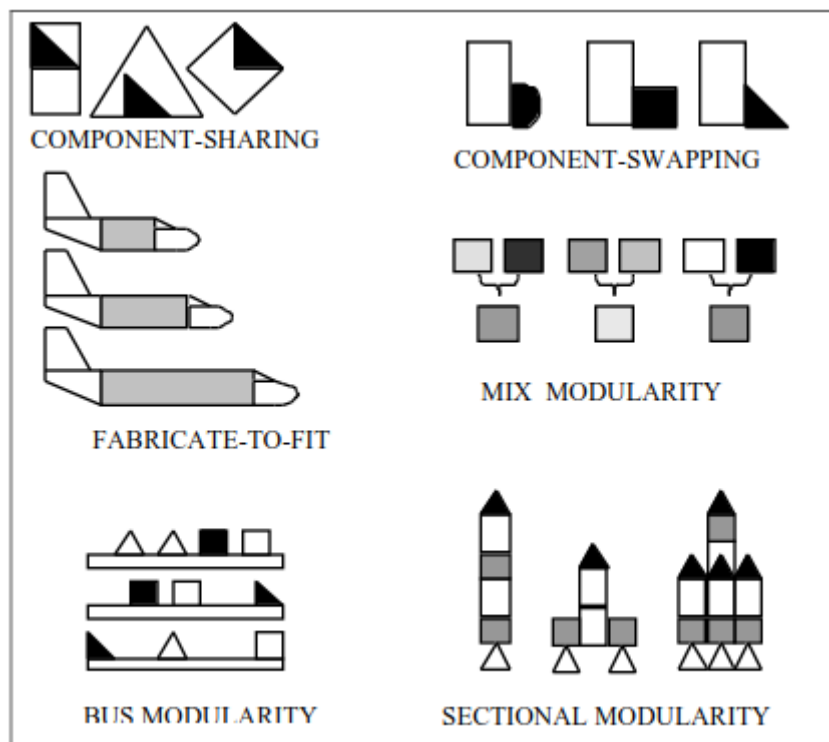 COMPONENT-SHARING
COMPONENT-SWAPPING
FABRICATE-TO-FIT
MIX MODULARITY
BUS MODULARITY
SECTIONAL MODULARITY